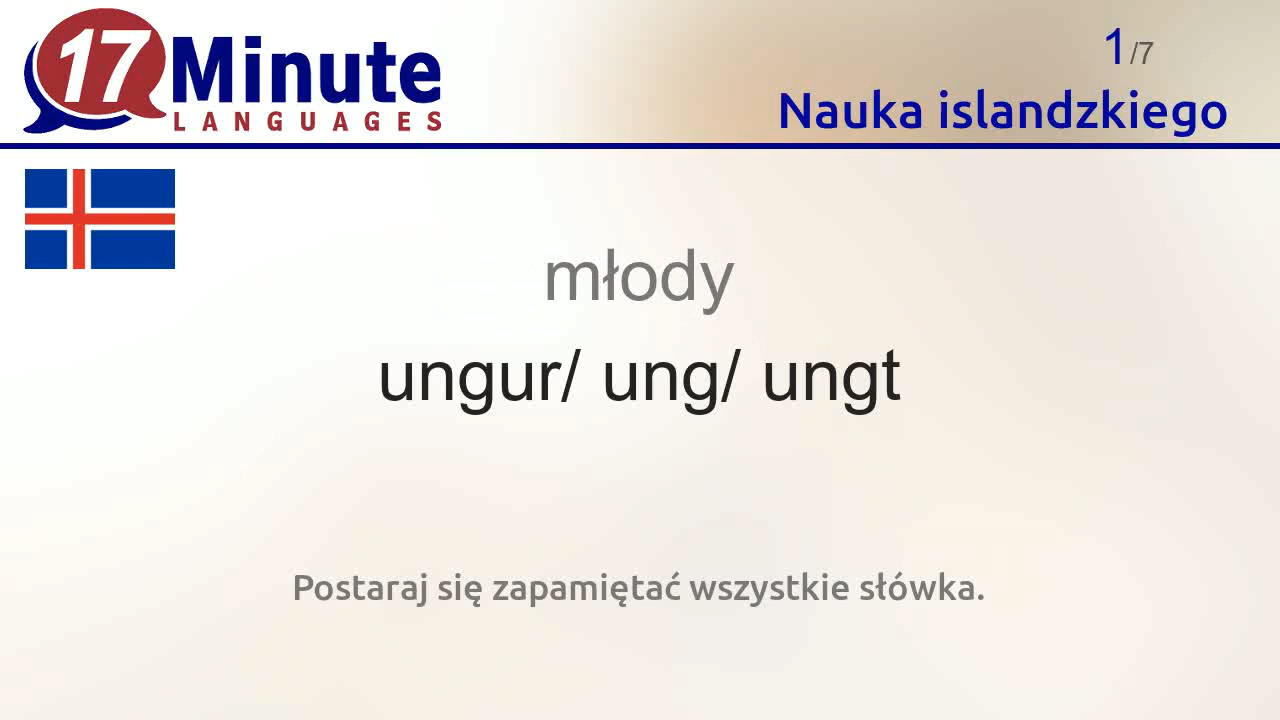 17 Minute
LANGUAGES
1/7
Nauka islandzkiego
młody
ungur/ ung/ ungt
Postaraj się zapamiętać wszystkie słówka.